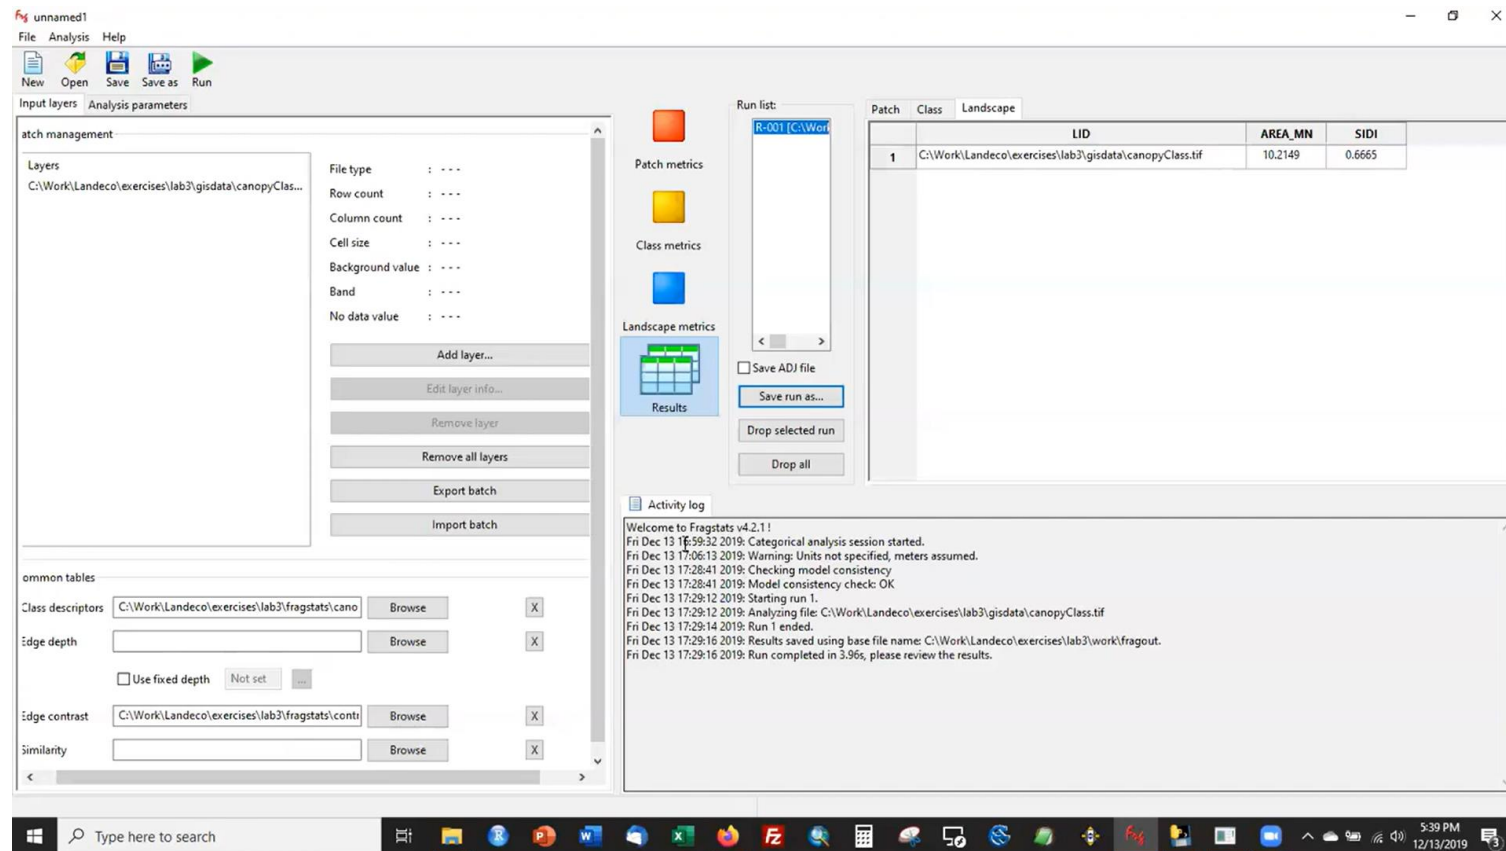 unnamed1
File Analysis Help
New Open Save Save as Run
Input layers Analysis parameters
atch management
Layers
C:\Work\Landeco\exercises\lab3\gisdata\canopyClas...
File type : ---
Row count : ---
Column count : ---
Cell size : ---
Background value : ---
Band : ---
No data value : ---
Add layer...
Edit layer info...
Remove layer
Remove all layers
Export batch
Import batch
ommon tables
Class descriptors C:\Work\Landeco\exercises\lab3\fragstats\cano Browse X
Edge depth Browse X
Use fixed depth Not set ...
Edge contrast C:\Work\Landeco\exercises\lab3\fragstats\contr Browse X
Similarity Browse X
Patch metrics
Class metrics
Landscape metrics
Results
Run list:
R-001 [C:\Work
Save ADJ file
Save run as...
Drop selected run
Drop all
Patch Class Landscape
LID AREA_MN SIDI
1 C:\Work\Landeco\exercises\lab3\gisdata\canopyClass.tif 10.2149 0.6665
Activity log
Welcome to Fragstats v4.2.1 !
Fri Dec 13 16:59:32 2019: Categorical analysis session started.
Fri Dec 13 17:06:13 2019: Warning: Units not specified, meters assumed.
Fri Dec 13 17:28:41 2019: Checking model consistency
Fri Dec 13 17:28:41 2019: Model consistency check: OK
Fri Dec 13 17:29:12 2019: Starting run 1.
Fri Dec 13 17:29:12 2019: Analyzing file: C:\Work\Landeco\exercises\lab3\gisdata\canopyClass.tif
Fri Dec 13 17:29:14 2019: Run 1 ended.
Fri Dec 13 17:29:16 2019: Results saved using base file name: C:\Work\Landeco\exercises\lab3\work\fragout.
Fri Dec 13 17:29:16 2019: Run completed in 3.96s, please review the results.
Type here to search
5:39 PM
12/13/2019